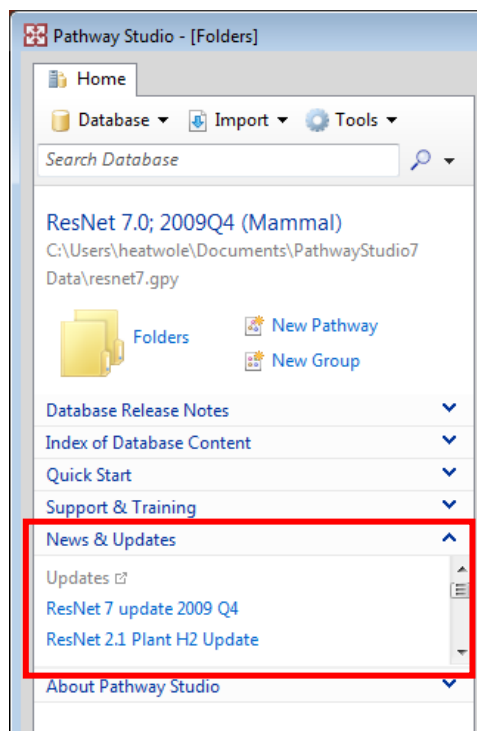 Pathway Studio - [Folders]
Home
Database Import Tools
Search Database
ResNet 7.0; 2009Q4 (Mammal)
C:\Users\heatwole\Documents\PathwayStudio7
Data\resnet7.gpy
Folders
New Pathway
New Group
Database Release Notes
Index of Database Content
Quick Start
Support & Training
News & Updates
Updates
ResNet 7 update 2009 Q4
ResNet 2.1 Plant H2 Update
About Pathway Studio